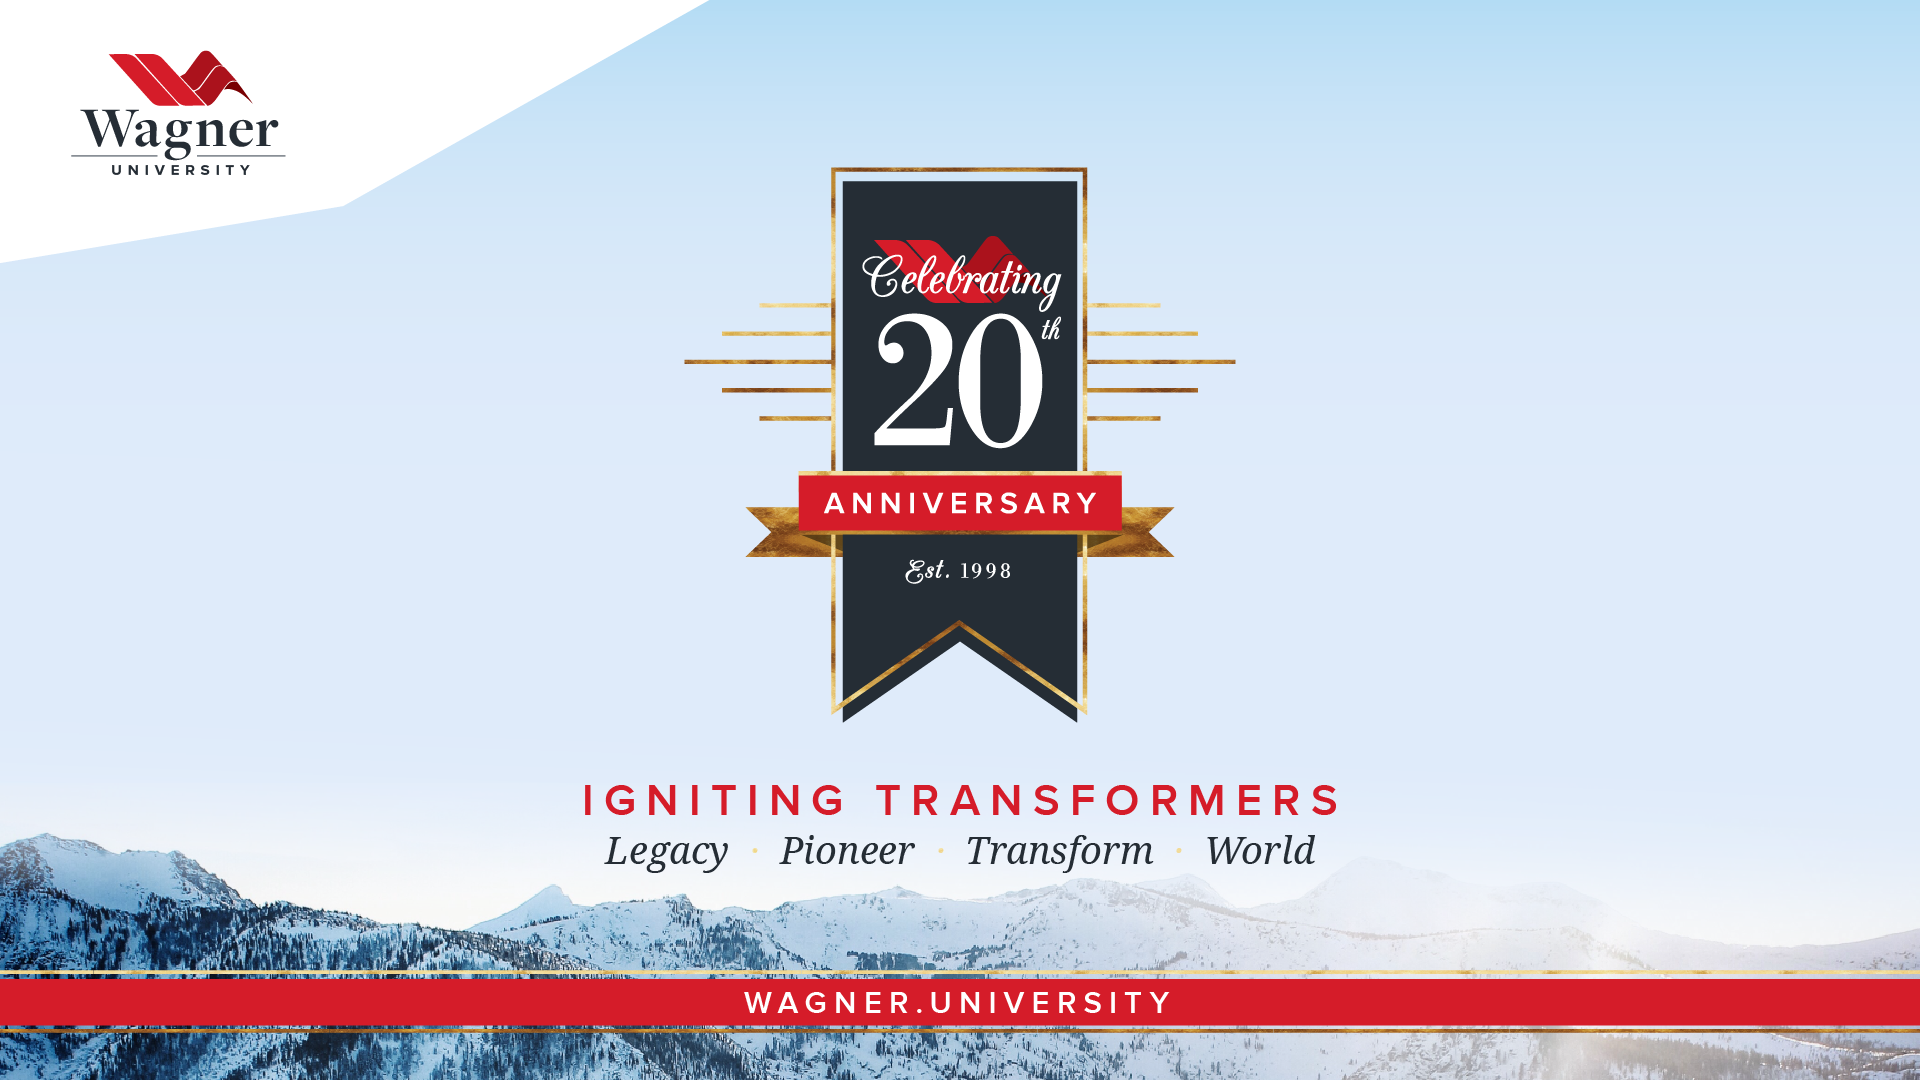 Wagner
UNIVERSITY
Celebrating
20th
ANNIVERSARY
Est. 1998
IGNITING TRANSFORMERS
Legacy · Pioneer · Transform · World
WAGNER.UNIVERSITY